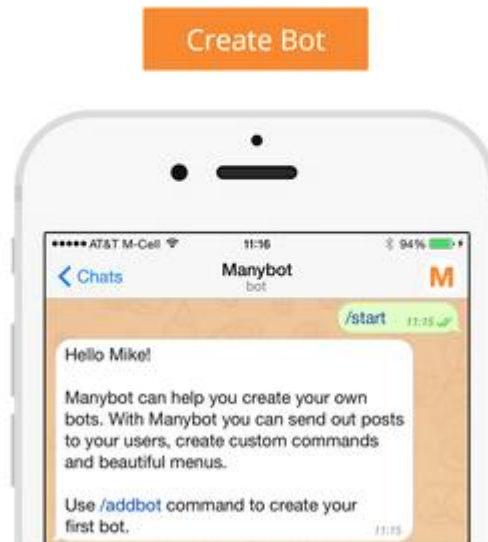 Create Bot
AT&T M-Cell 11:16 94%
Chats Manybot M
bot
/start 11:15
Hello Mike!
Manybot can help you create your own
bots. With Manybot you can send out posts
to your users, create custom commands
and beautiful menus.
Use /addbot command to create your
first bot. 11:15